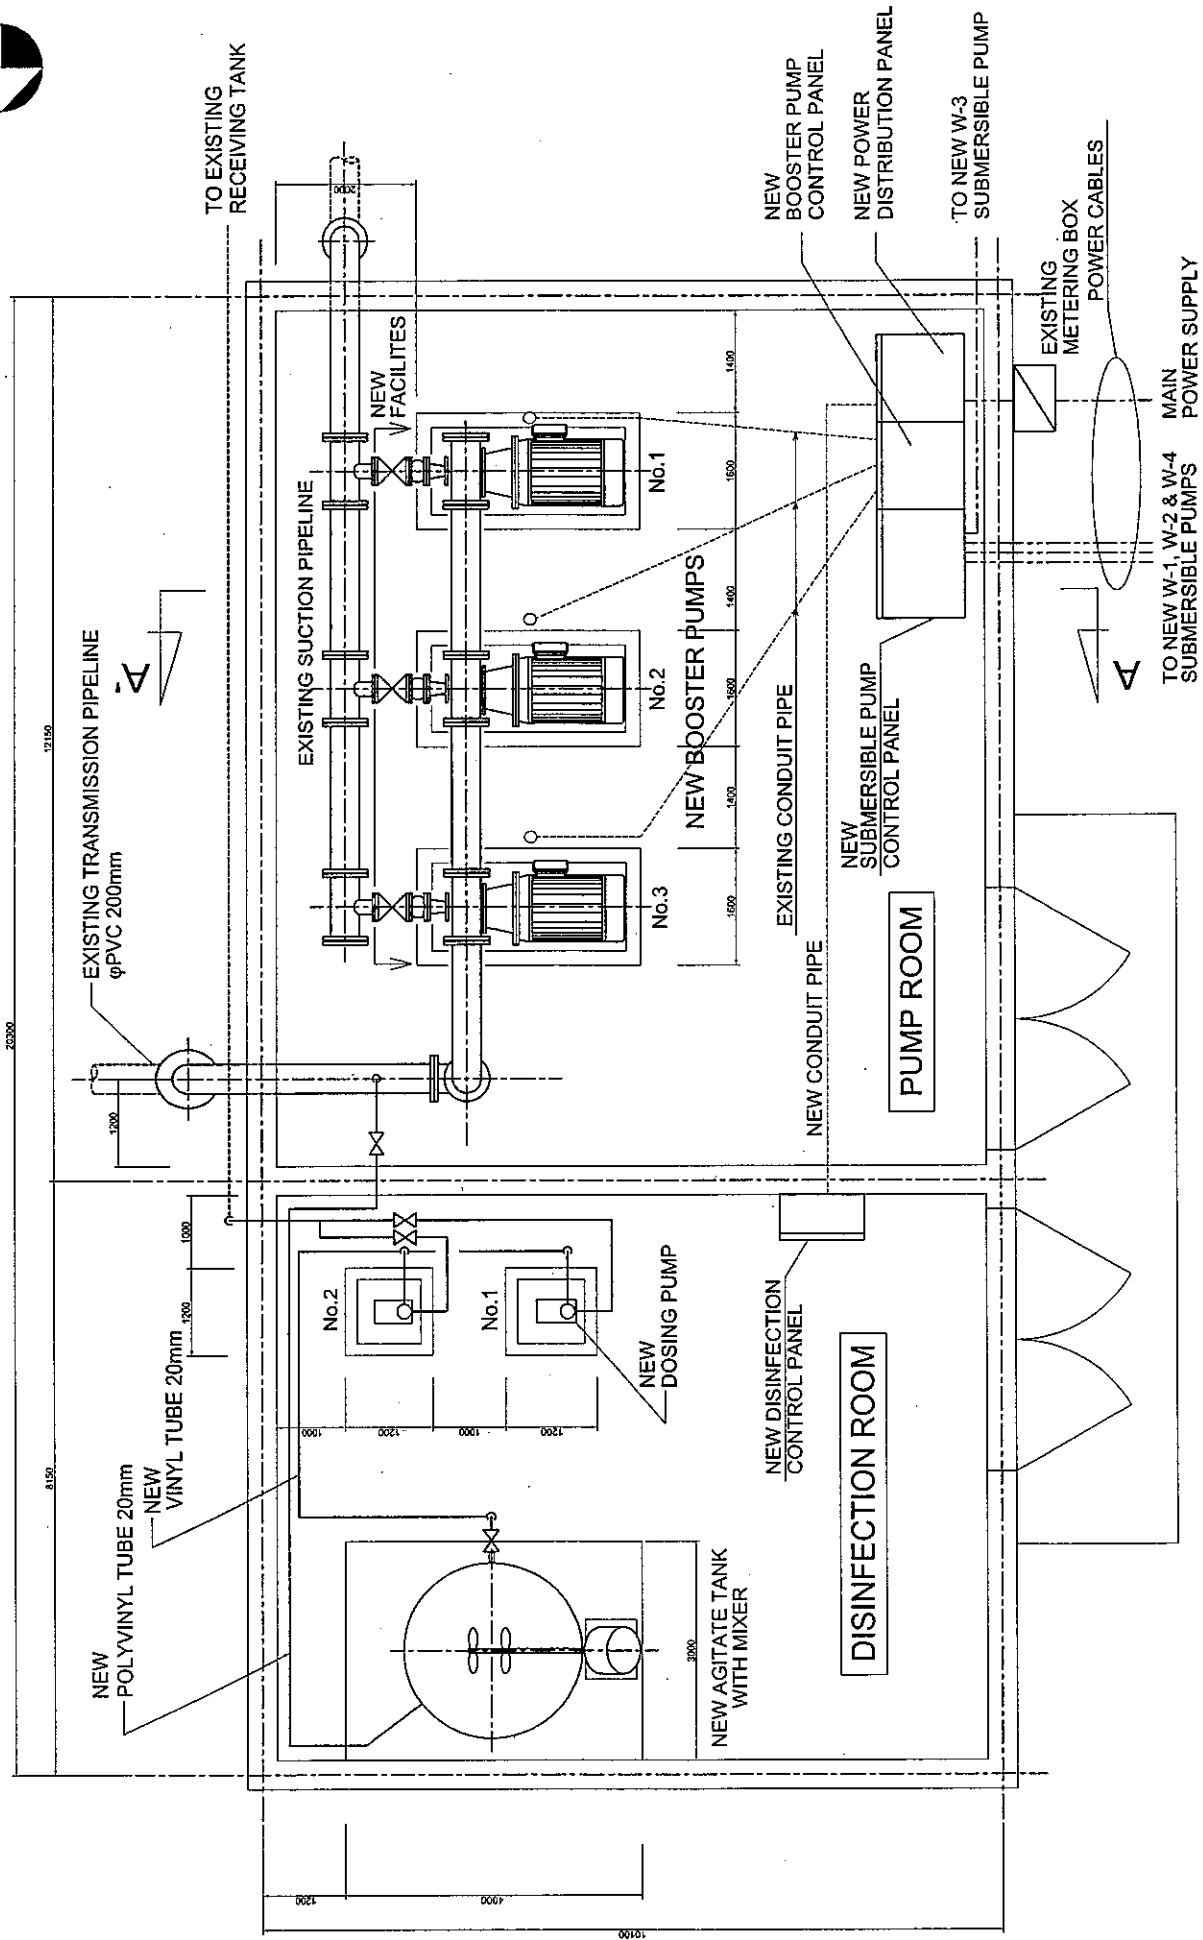 20300
8150
12150
NEW
POLYVINYL TUBE 20mm
NEW
VINYL TUBE 20mm
EXISTING TRANSMISSION PIPELINE
φPVC 200mm
A'
TO EXISTING
RECEIVING TANK
1200
1000
1200
2000
EXISTING SUCTION PIPELINE
NEW
FACILITES
No.3
No.2
No.1
NEW BOOSTER PUMPS
1600
1400
1600
1400
1600
1400
No.2
No.1
1000
1200
1000
1200
NEW
DOSING PUMP
NEW AGITATE TANK
WITH MIXER
3000
1200
4000
10100
NEW DISINFECTION
CONTROL PANEL
DISINFECTION ROOM
NEW CONDUIT PIPE
EXISTING CONDUIT PIPE
PUMP ROOM
NEW
SUBMERSIBLE PUMP
CONTROL PANEL
NEW
BOOSTER PUMP
CONTROL PANEL
NEW POWER
DISTRIBUTION PANEL
TO NEW W-3
SUBMERSIBLE PUMP
EXISTING
METERING BOX
POWER CABLES
A
TO NEW W-1, W-2 & W-4
SUBMERSIBLE PUMPS
MAIN
POWER SUPPLY